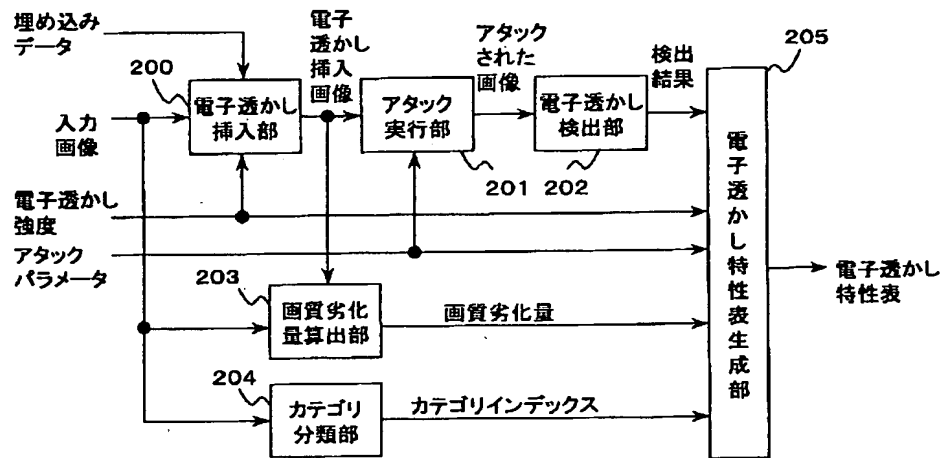 埋め込み
データ
200
電子透かし
挿入部
電子
透かし
挿入
画像
アタック
実行部
201
アタック
された
画像
電子透かし
検出部
202
検出
結果
205
入力
画像
電子透かし
強度
アタック
パラメータ
203
画質劣化
量算出部
画質劣化量
204
カテゴリ
分類部
カテゴリインデックス
電子透かし特性表生成部
電子透かし
特性表